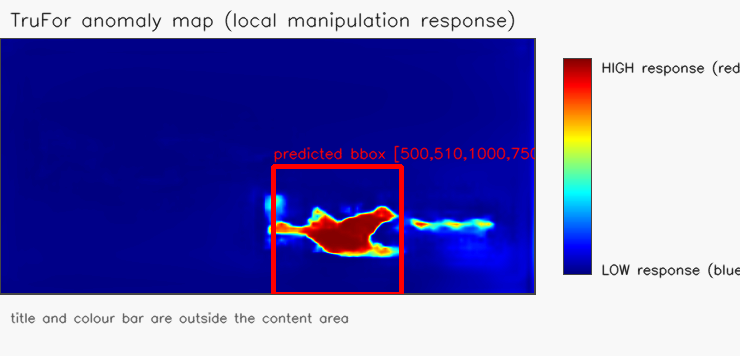 TruFor anomaly map (local manipulation response)
HIGH response (red
predicted bbox [500,510,1000,750
LOW response (blue
title and colour bar are outside the content area